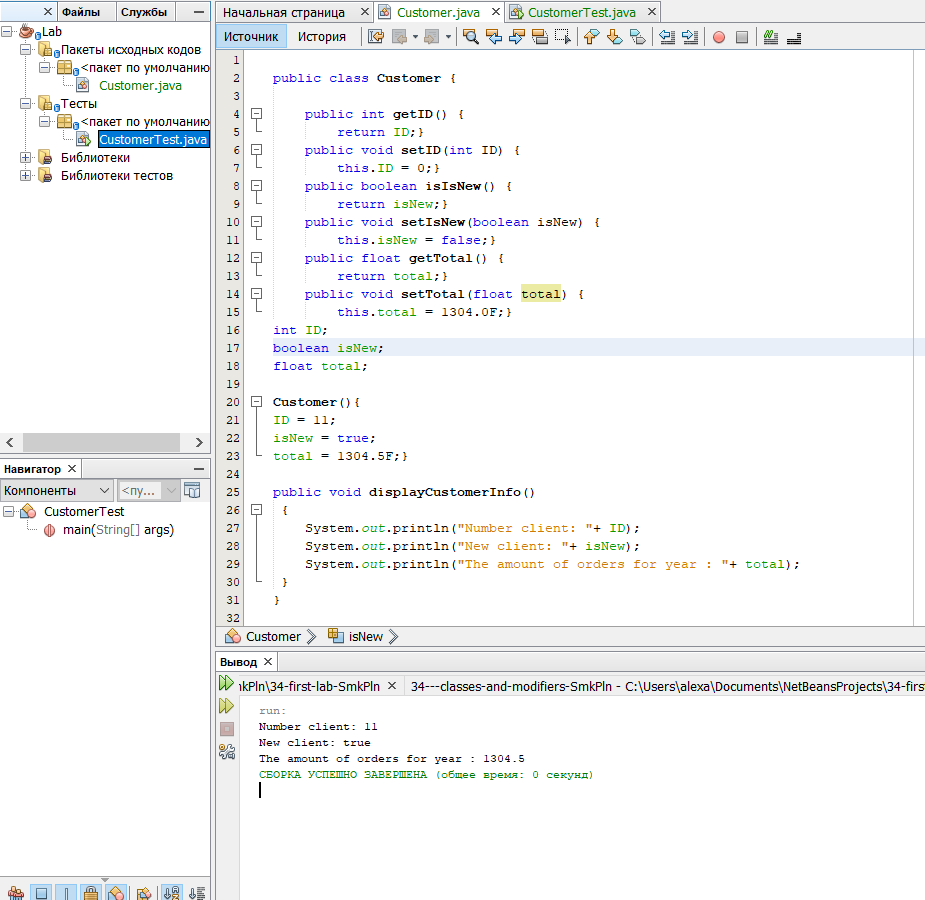 Файлы
Службы
Lab
Пакеты исходных кодов
<пакет по умолчанию
Customer.java
Тесты
<пакет по умолчанию
CustomerTest.java
Библиотеки
Библиотеки тестов
Навигатор
Компоненты
<пу...
CustomerTest
main(String[] args)
Начальная страница
Customer.java
CustomerTest.java
Источник
История
1
2 public class Customer {
3
4 public int getID() {
5 return ID;}
6 public void setID(int ID) {
7 this.ID = 0;}
8 public boolean isIsNew() {
9 return isNew;}
10 public void setIsNew(boolean isNew) {
11 this.isNew = false;}
12 public float getTotal() {
13 return total;}
14 public void setTotal(float total) {
15 this.total = 1304.0F;}
16 int ID;
17 boolean isNew;
18 float total;
19
20 Customer(){
21 ID = 11;
22 isNew = true;
23 total = 1304.5F;}
24
25 public void displayCustomerInfo()
26 {
27 System.out.println("Number client: "+ ID);
28 System.out.println("New client: "+ isNew);
29 System.out.println("The amount of orders for year : "+ total);
30 }
31 }
32
Customer
isNew
Вывод
nkPln\34-first-lab-SmkPln
34---classes-and-modifiers-SmkPln - C:\Users\alexa\Documents\NetBeansProjects\34-firs
run:
Number client: 11
New client: true
The amount of orders for year : 1304.5
СБОРКА УСПЕШНО ЗАВЕРШЕНА (общее время: 0 секунд)